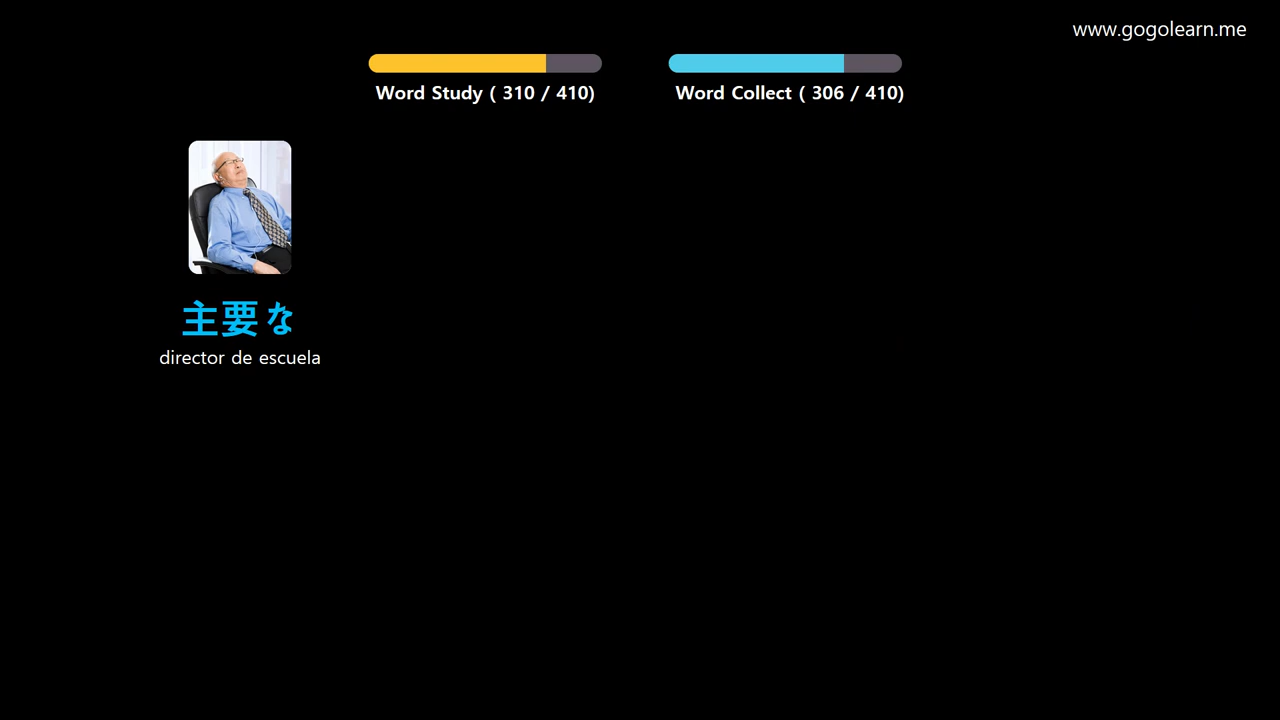 www.gogolearn.me
Word Study ( 310 / 410)
Word Collect ( 306 / 410)
主要な
director de escuela